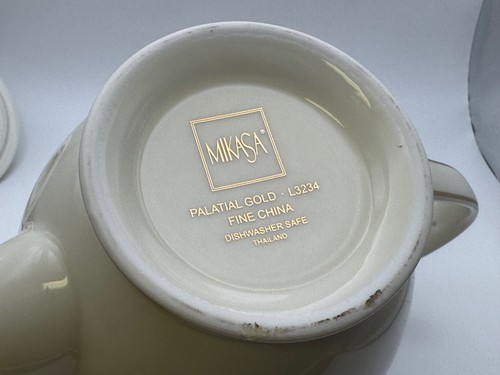 MIKASA®
PALATIAL GOLD · L3234
FINE CHINA
DISHWASHER SAFE
THAILAND